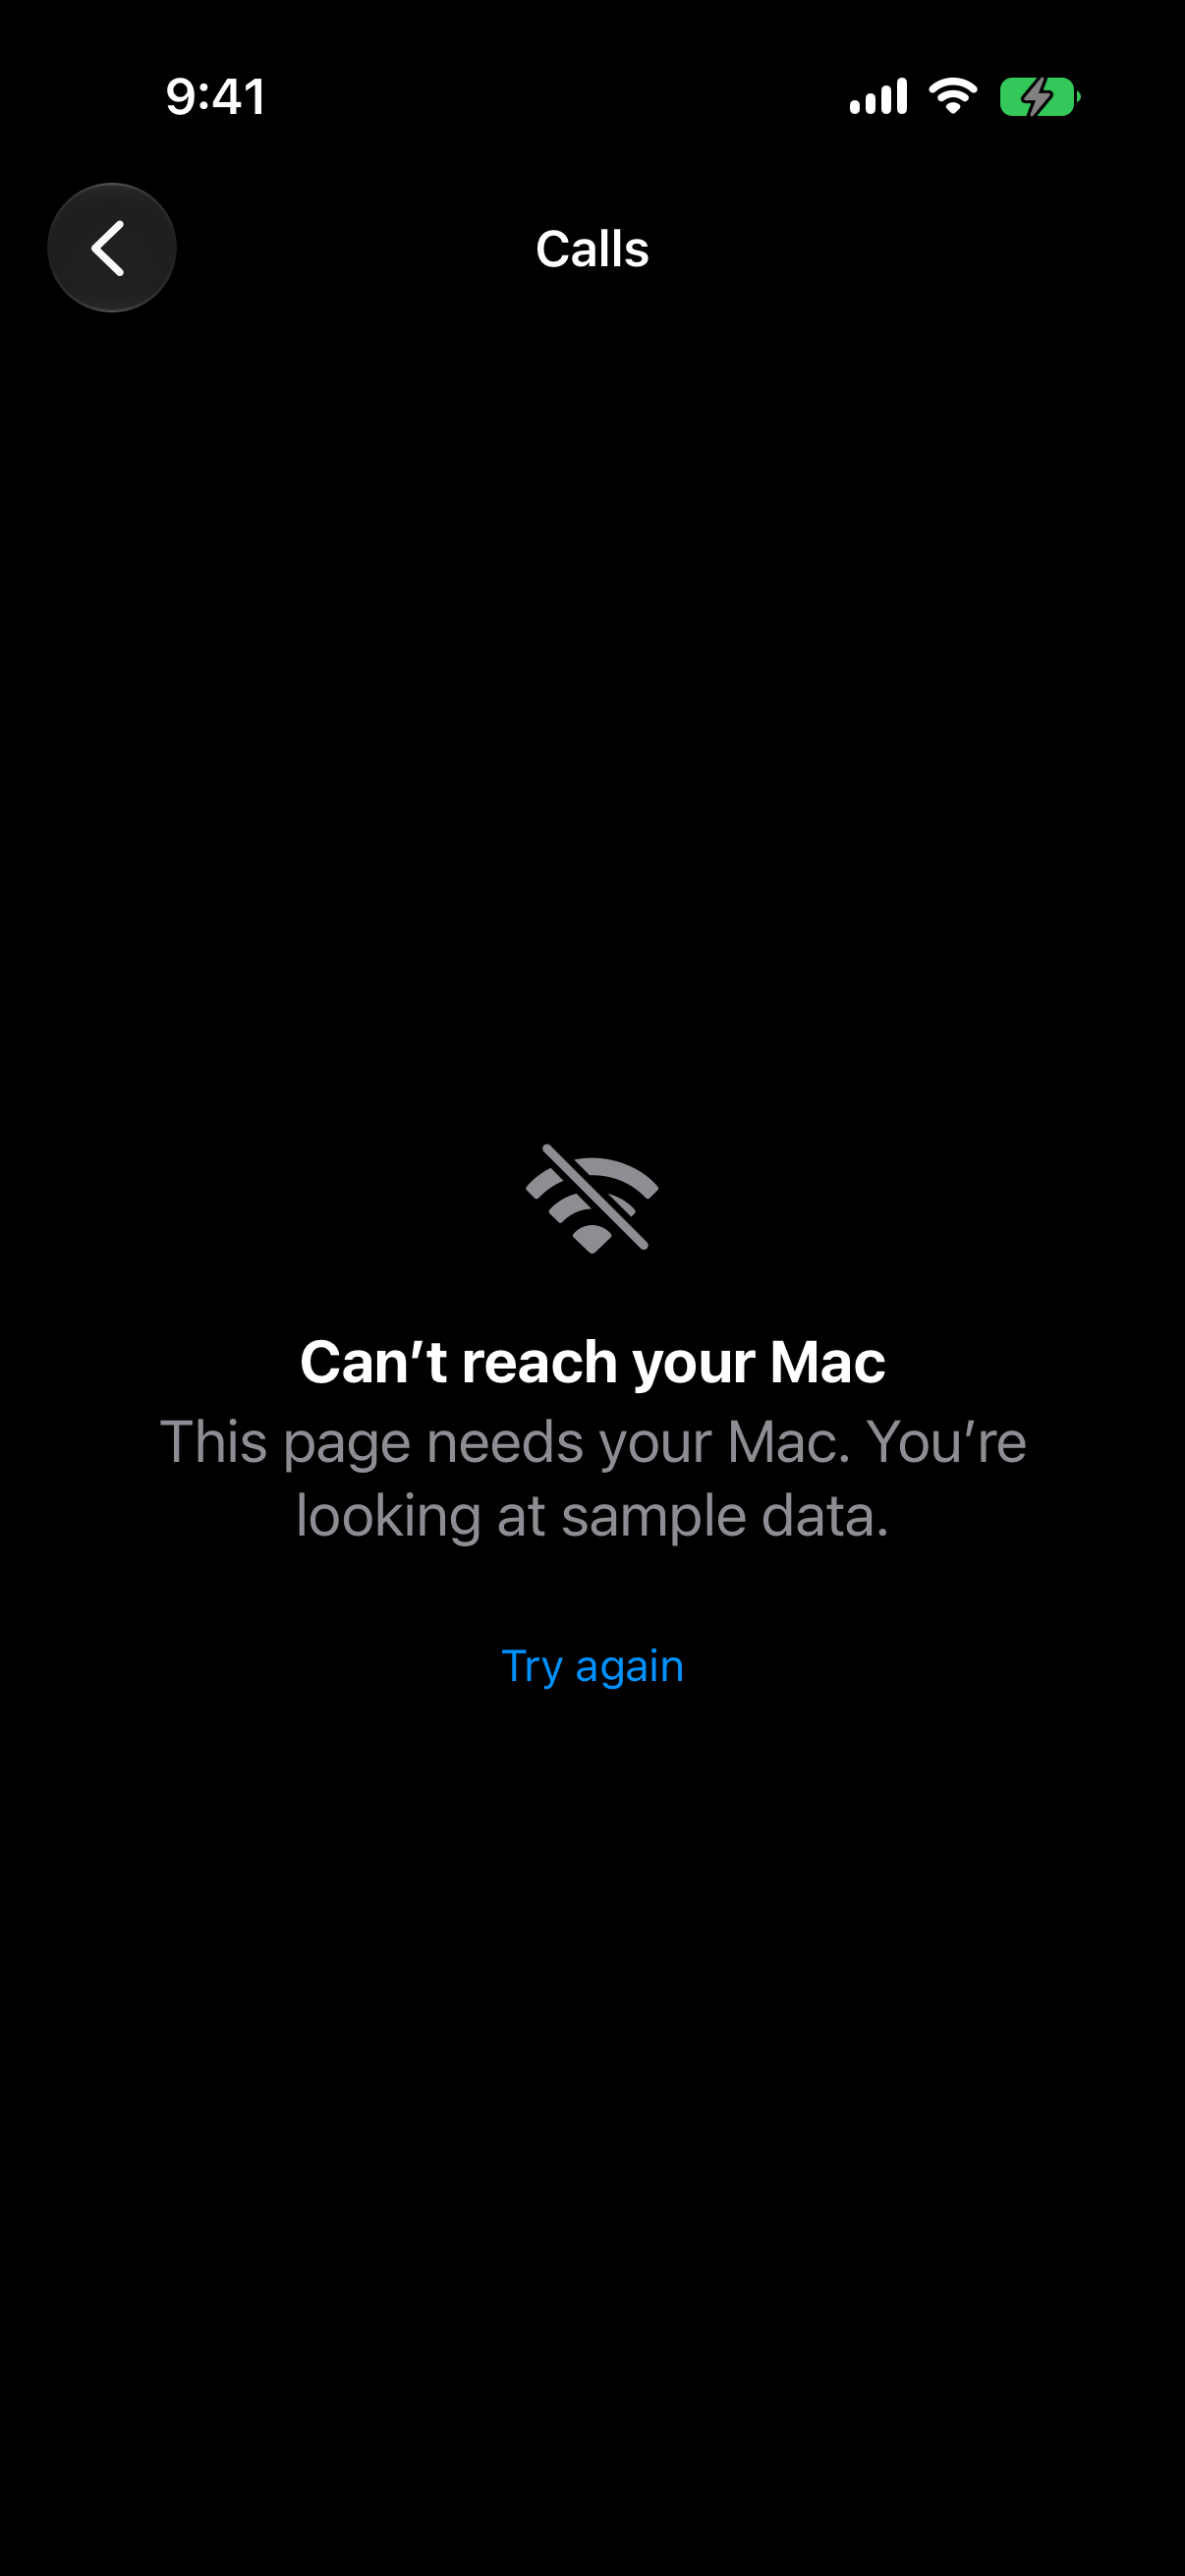 9:41
Calls
Can’t reach your Mac
This page needs your Mac. You’re
looking at sample data.
Try again